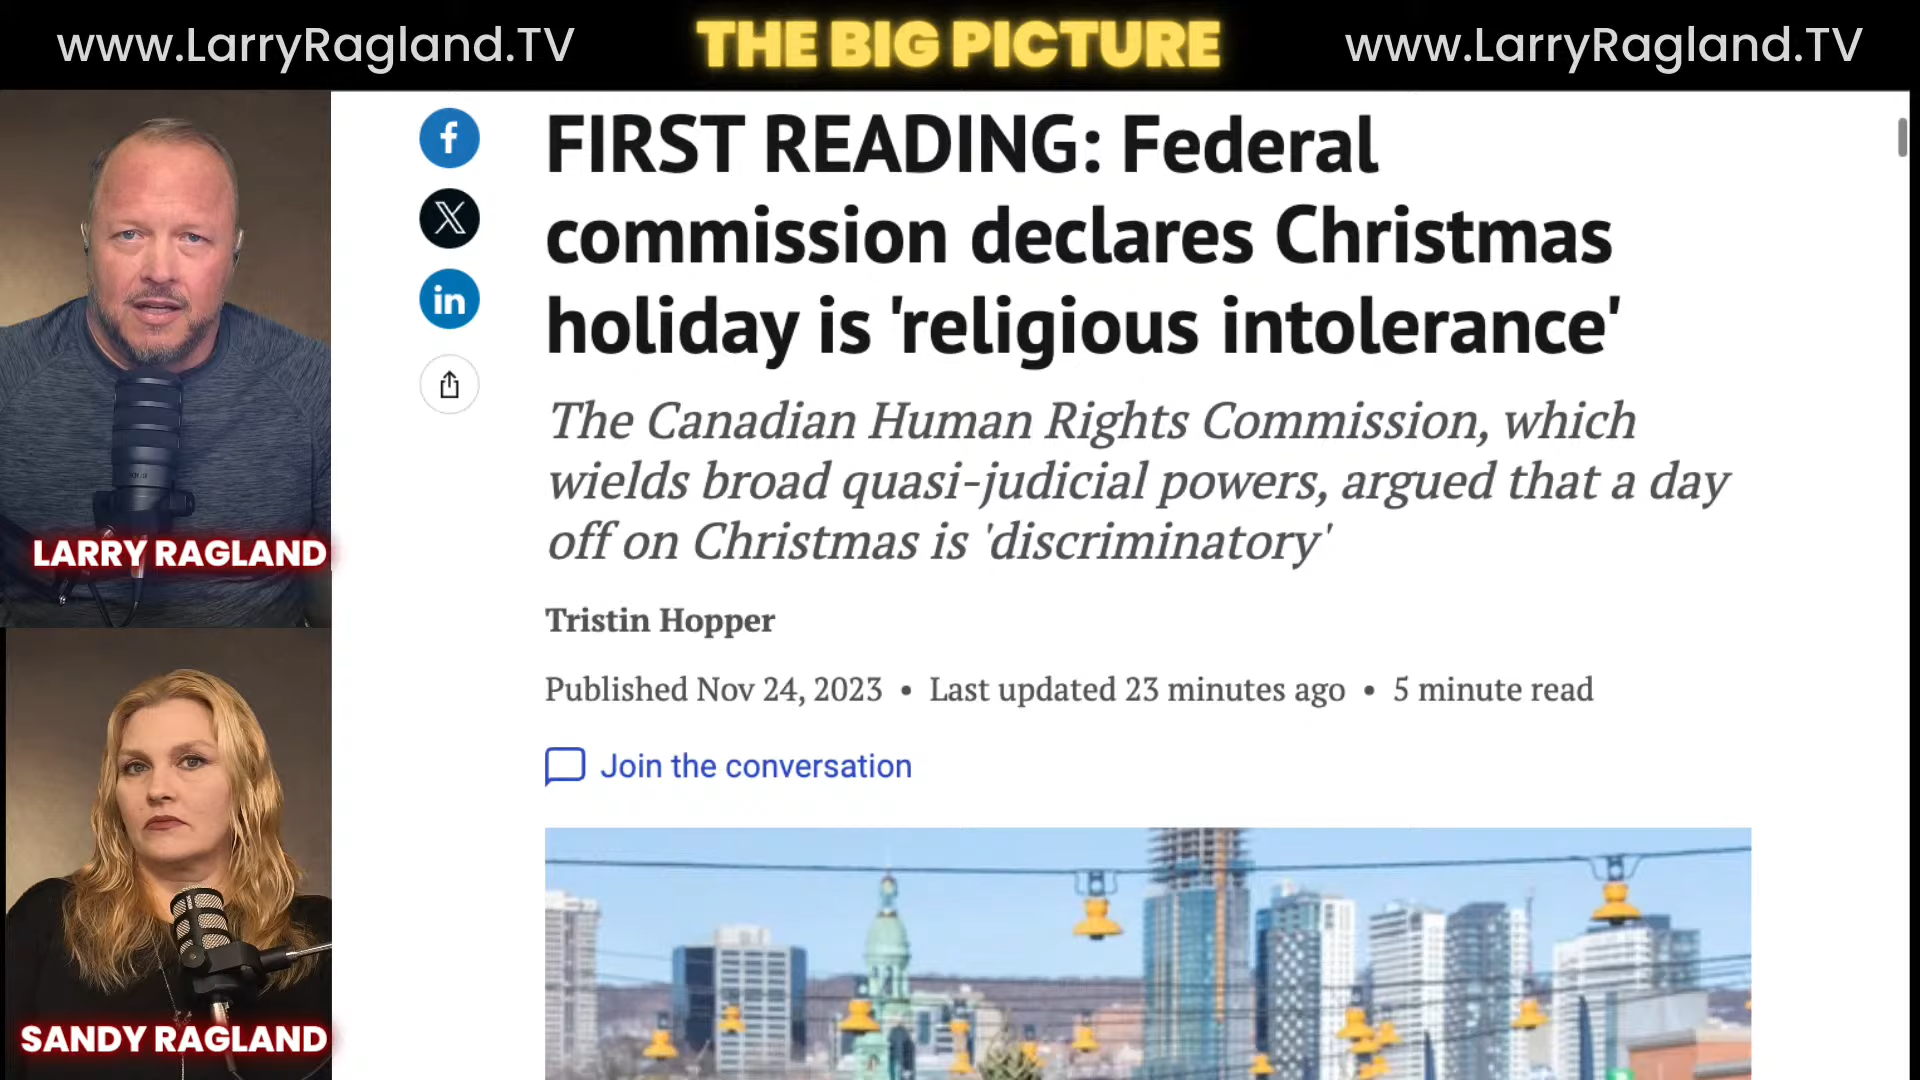 www.LarryRagland.TV
THE BIG PICTURE
www.LarryRagland.TV
FIRST READING: Federal
commission declares Christmas
holiday is 'religious intolerance'
The Canadian Human Rights Commission, which
wields broad quasi-judicial powers, argued that a day
off on Christmas is 'discriminatory'
Tristin Hopper
Published Nov 24, 2023 • Last updated 23 minutes ago • 5 minute read
Join the conversation
LARRY RAGLAND
SANDY RAGLAND